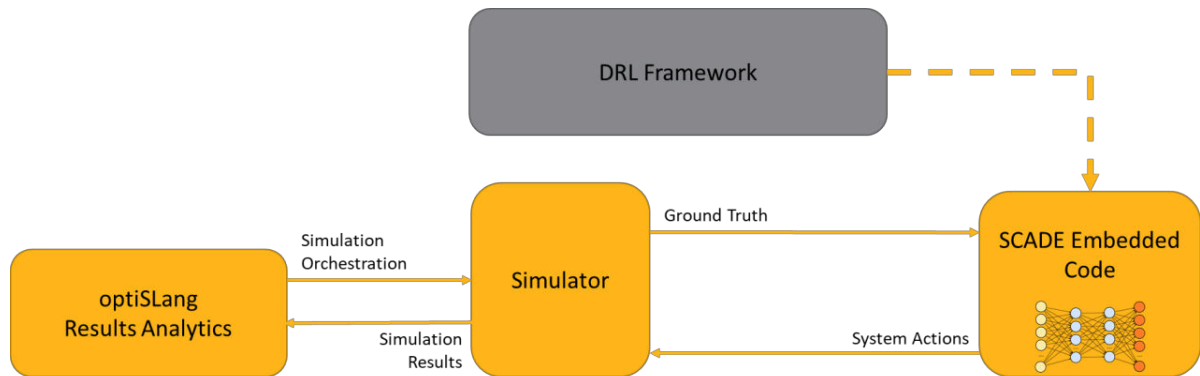 DRL Framework
Ground Truth
SCADE Embedded
Code
Simulation
Orchestration
Simulator
optiSLang
Results Analytics
Simulation
Results
System Actions